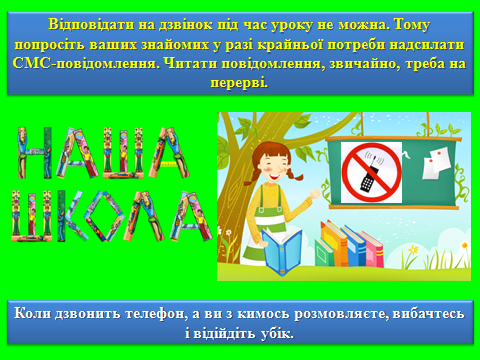 Відповідати на дзвінок під час уроку не можна. Тому
попросіть ваших знайомих у разі крайньої потреби надсилати
СМС-повідомлення. Читати повідомлення, звичайно, треба на
перерві.
НАША
ШКОЛА
Коли дзвонить телефон, а ви з кимось розмовляєте, вибачтесь
і відійдіть убік.